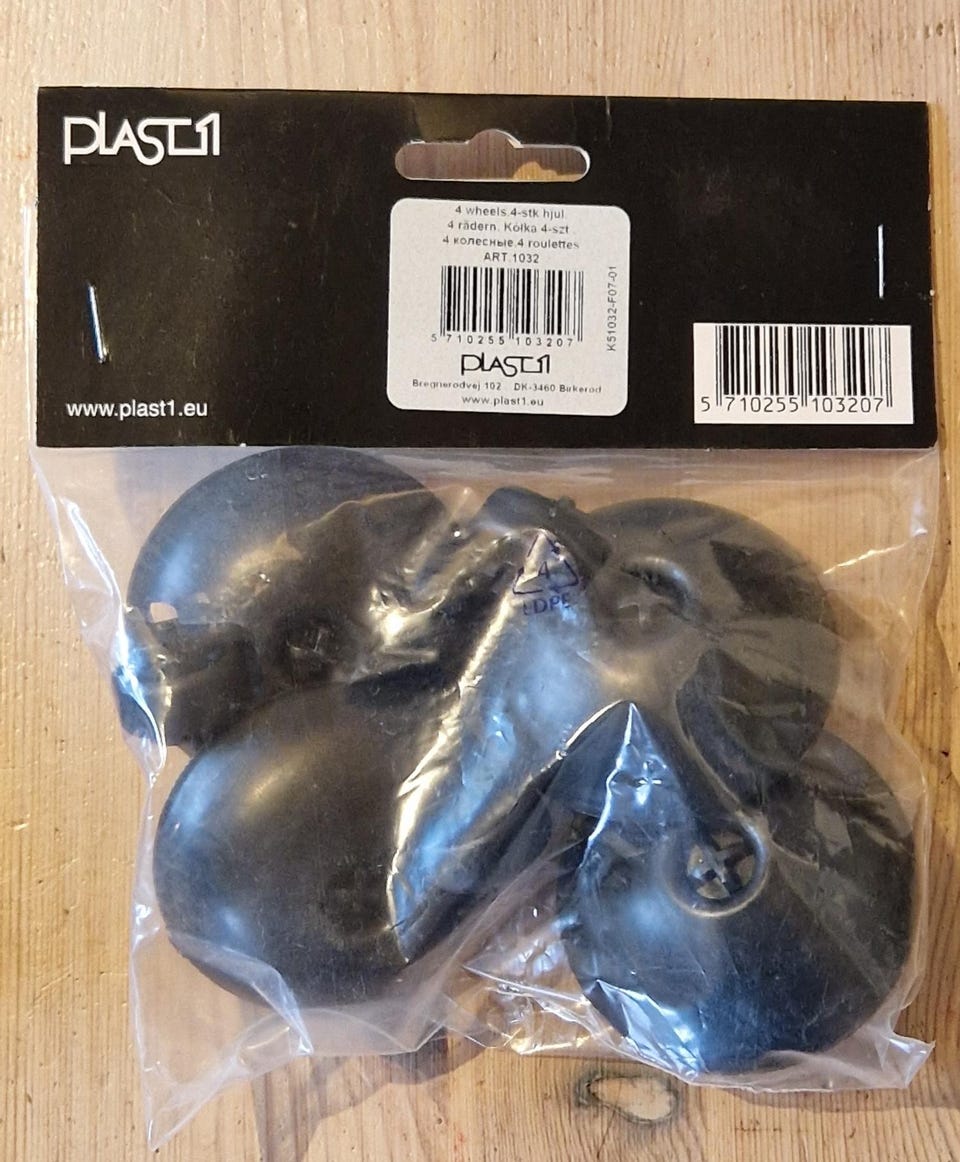 PLAST1
4 wheels.4-stk hjul.
4 rädern. Kółka 4-szt .
4 колесные.4 roulettes
ART.1032
5 710255 103207
K51032-F07-01
PLAST1
Bregnerodvej 102 . DK-3460 Birkerod
www.plast1.eu
www.plast1.eu
5 710255 103207
4
LDPE